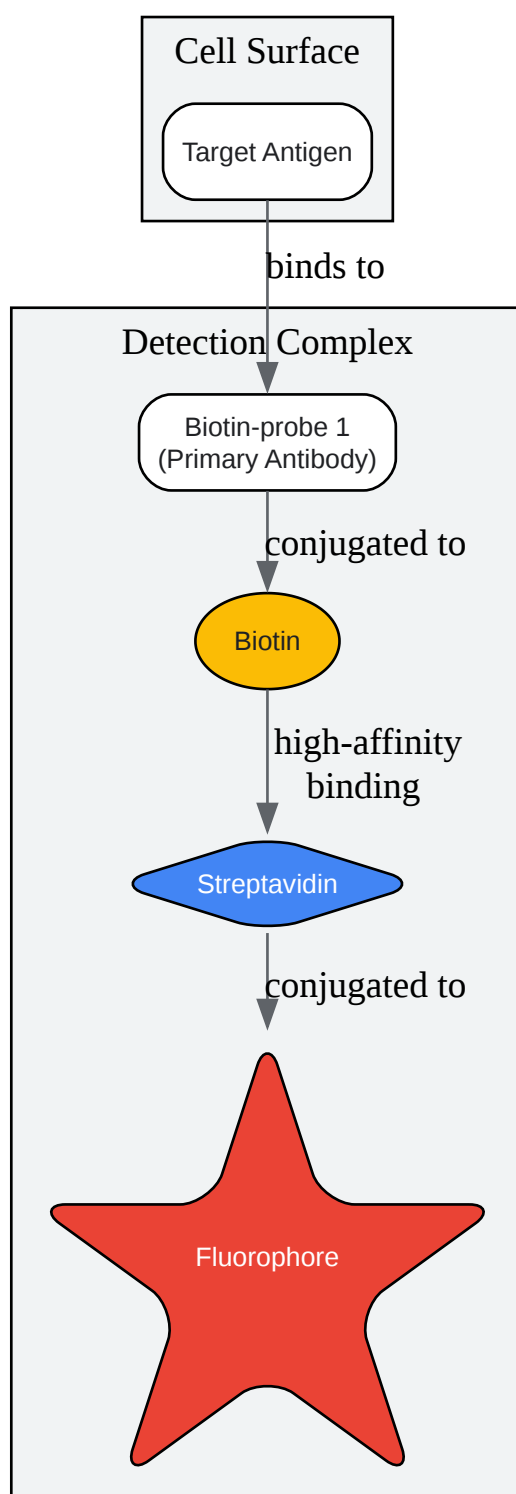 Cell Surface
Target Antigen
binds to
Detection Complex
Biotin-probe 1
(Primary Antibody)
conjugated to
Biotin
high-affinity
binding
Streptavidin
conjugated to
Fluorophore